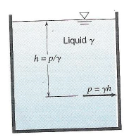 Liquid γ
h = p/γ
p = γh